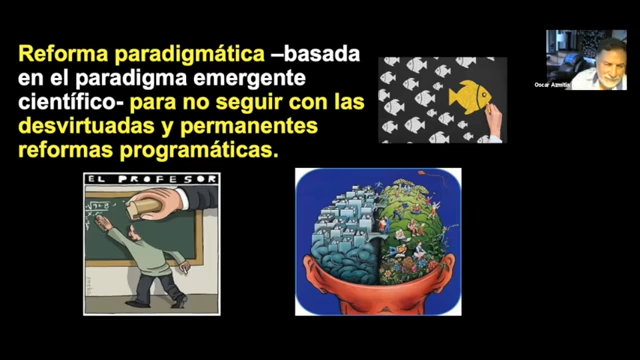 Reforma paradigmática –basada
en el paradigma emergente
científico- para no seguir con las
desvirtuadas y permanentes
reformas programáticas.
Oscar Azmitia
EL PROFESOR